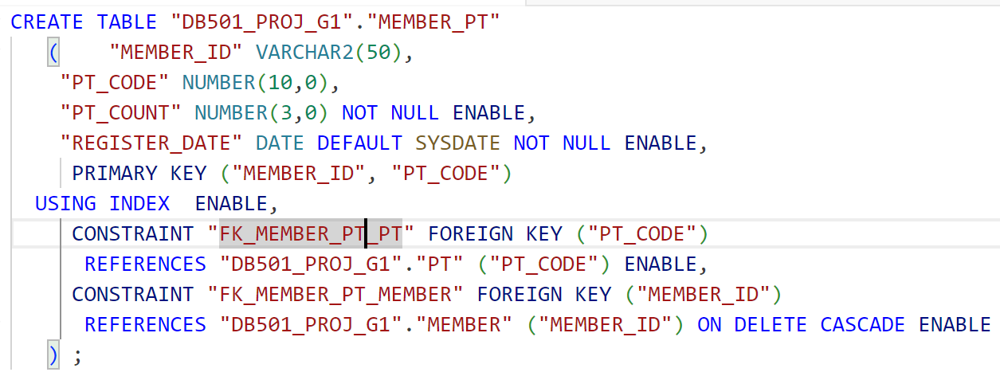 CREATE TABLE "DB501_PROJ_G1"."MEMBER_PT"
( "MEMBER_ID" VARCHAR2(50),
"PT_CODE" NUMBER(10,0),
"PT_COUNT" NUMBER(3,0) NOT NULL ENABLE,
"REGISTER_DATE" DATE DEFAULT SYSDATE NOT NULL ENABLE,
PRIMARY KEY ("MEMBER_ID", "PT_CODE")
USING INDEX  ENABLE,
CONSTRAINT "FK_MEMBER_PT_PT" FOREIGN KEY ("PT_CODE")
REFERENCES "DB501_PROJ_G1"."PT" ("PT_CODE") ENABLE,
CONSTRAINT "FK_MEMBER_PT_MEMBER" FOREIGN KEY ("MEMBER_ID")
REFERENCES "DB501_PROJ_G1"."MEMBER" ("MEMBER_ID") ON DELETE CASCADE ENABLE
) ;